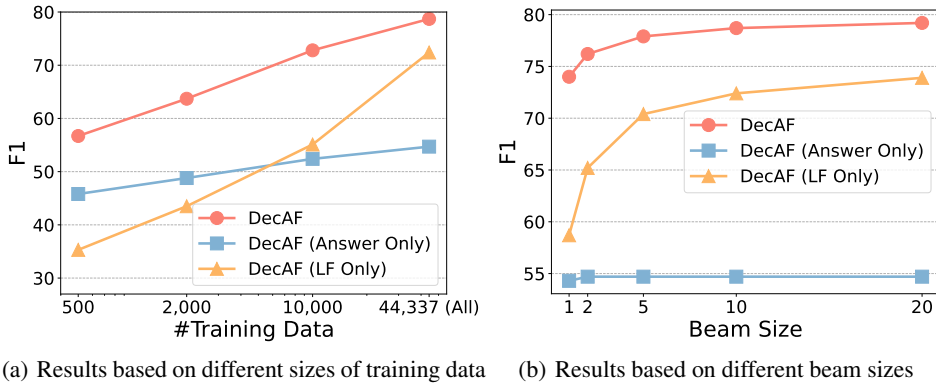 80
70
60
50
40
30
F1
500
2,000
10,000
44,337 (All)
#Training Data
DecAF
DecAF (Answer Only)
DecAF (LF Only)
(a) Results based on different sizes of training data
80
75
70
65
60
55
F1
1
2
5
10
20
Beam Size
DecAF
DecAF (Answer Only)
DecAF (LF Only)
(b) Results based on different beam sizes